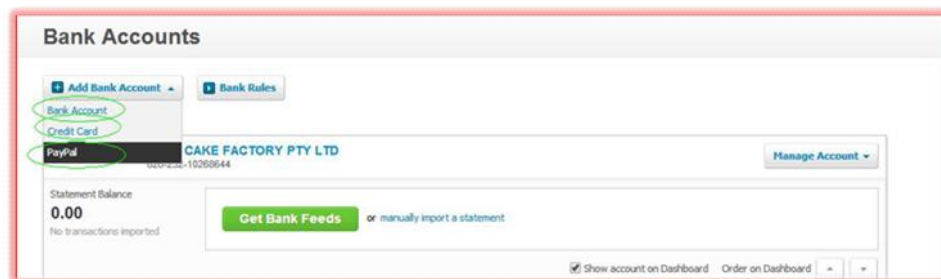 Bank Accounts
Add Bank Account
Bank Rules
Bank Account
Credit Card
PayPal
CAKE FACTORY PTY LTD
10268644
Manage Account
Statement Balance
0.00
No transactions imported
Get Bank Feeds or manually import a statement
Show account on Dashboard Order on Dashboard